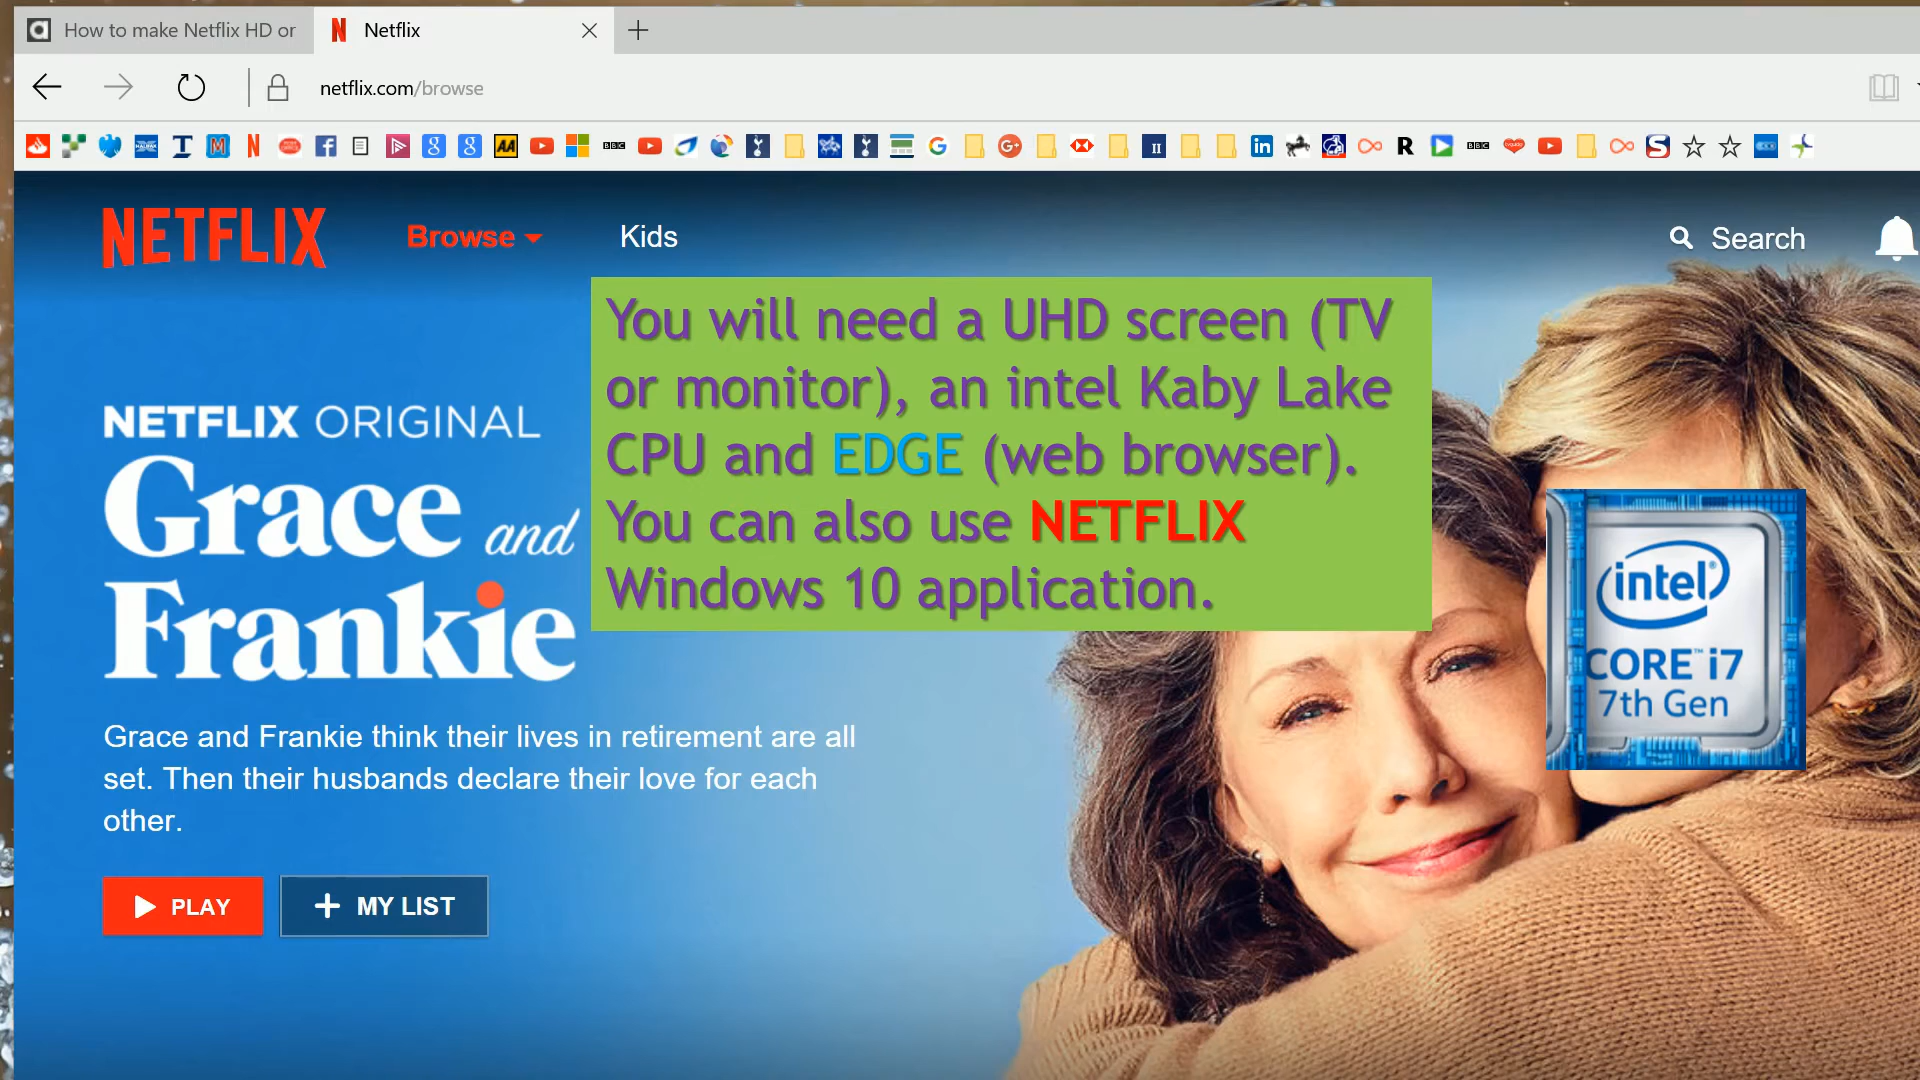 How to make Netflix HD or
Netflix
netflix.com/browse
NETFLIX
Browse
Kids
Search
You will need a UHD screen (TV
or monitor), an intel Kaby Lake
CPU and EDGE (web browser).
You can also use NETFLIX
Windows 10 application.
NETFLIX ORIGINAL
Grace and
Frankie
intel®
CORE™ i7
7th Gen
Grace and Frankie think their lives in retirement are all
set. Then their husbands declare their love for each
other.
PLAY
MY LIST